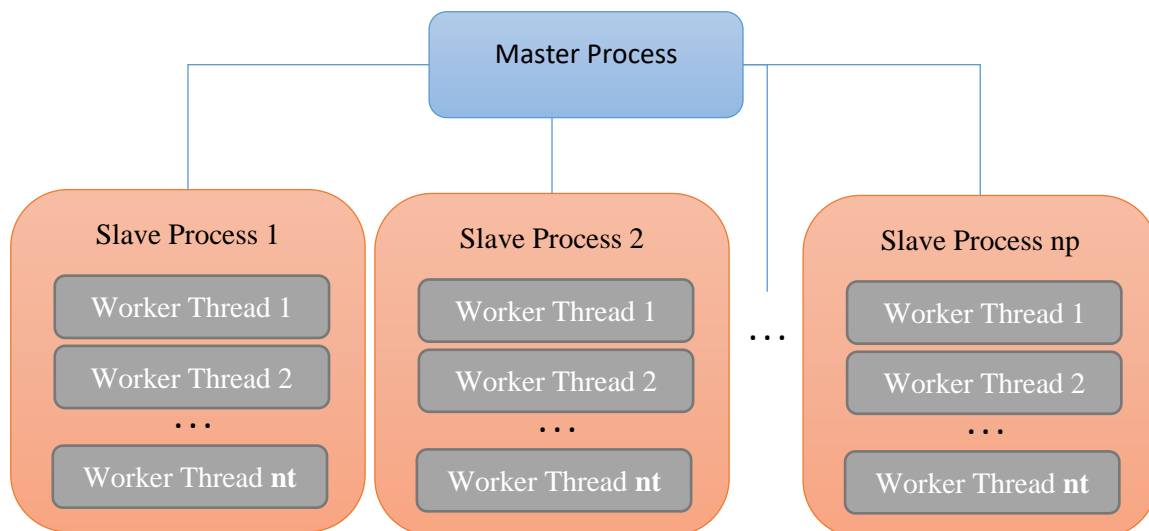 Master Process
Slave Process 1
Worker Thread 1
Worker Thread 2
...
Worker Thread nt
Slave Process 2
Worker Thread 1
Worker Thread 2
...
Worker Thread nt
...
Slave Process np
Worker Thread 1
Worker Thread 2
...
Worker Thread nt